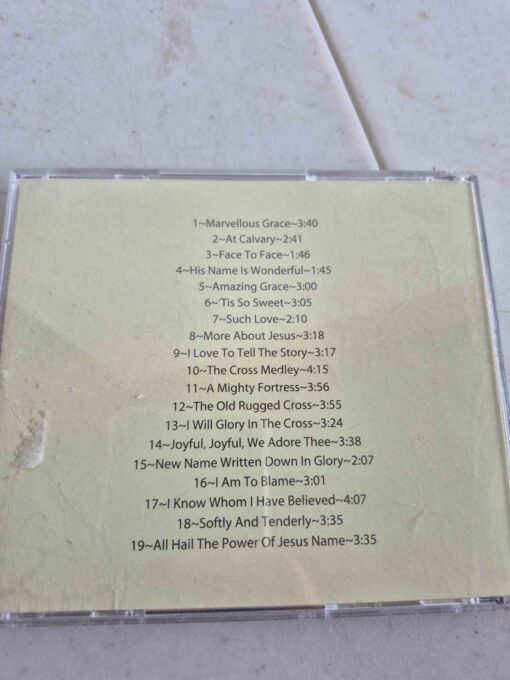 1~Marvellous Grace~3:40
2~At Calvary~2:41
3~Face To Face~1:46
4~His Name Is Wonderful~1:45
5~Amazing Grace~3:00
6~'Tis So Sweet~3:05
7~Such Love~2:10
8~More About Jesus~3:18
9~I Love To Tell The Story~3:17
10~The Cross Medley~4:15
11~A Mighty Fortress~3:56
12~The Old Rugged Cross~3:55
13~I Will Glory In The Cross~3:24
14~Joyful, Joyful, We Adore Thee~3:38
15~New Name Written Down In Glory~2:07
16~I Am To Blame~3:01
17~I Know Whom I Have Believed~4:07
18~Softly And Tenderly~3:35
19~All Hail The Power Of Jesus Name~3:35